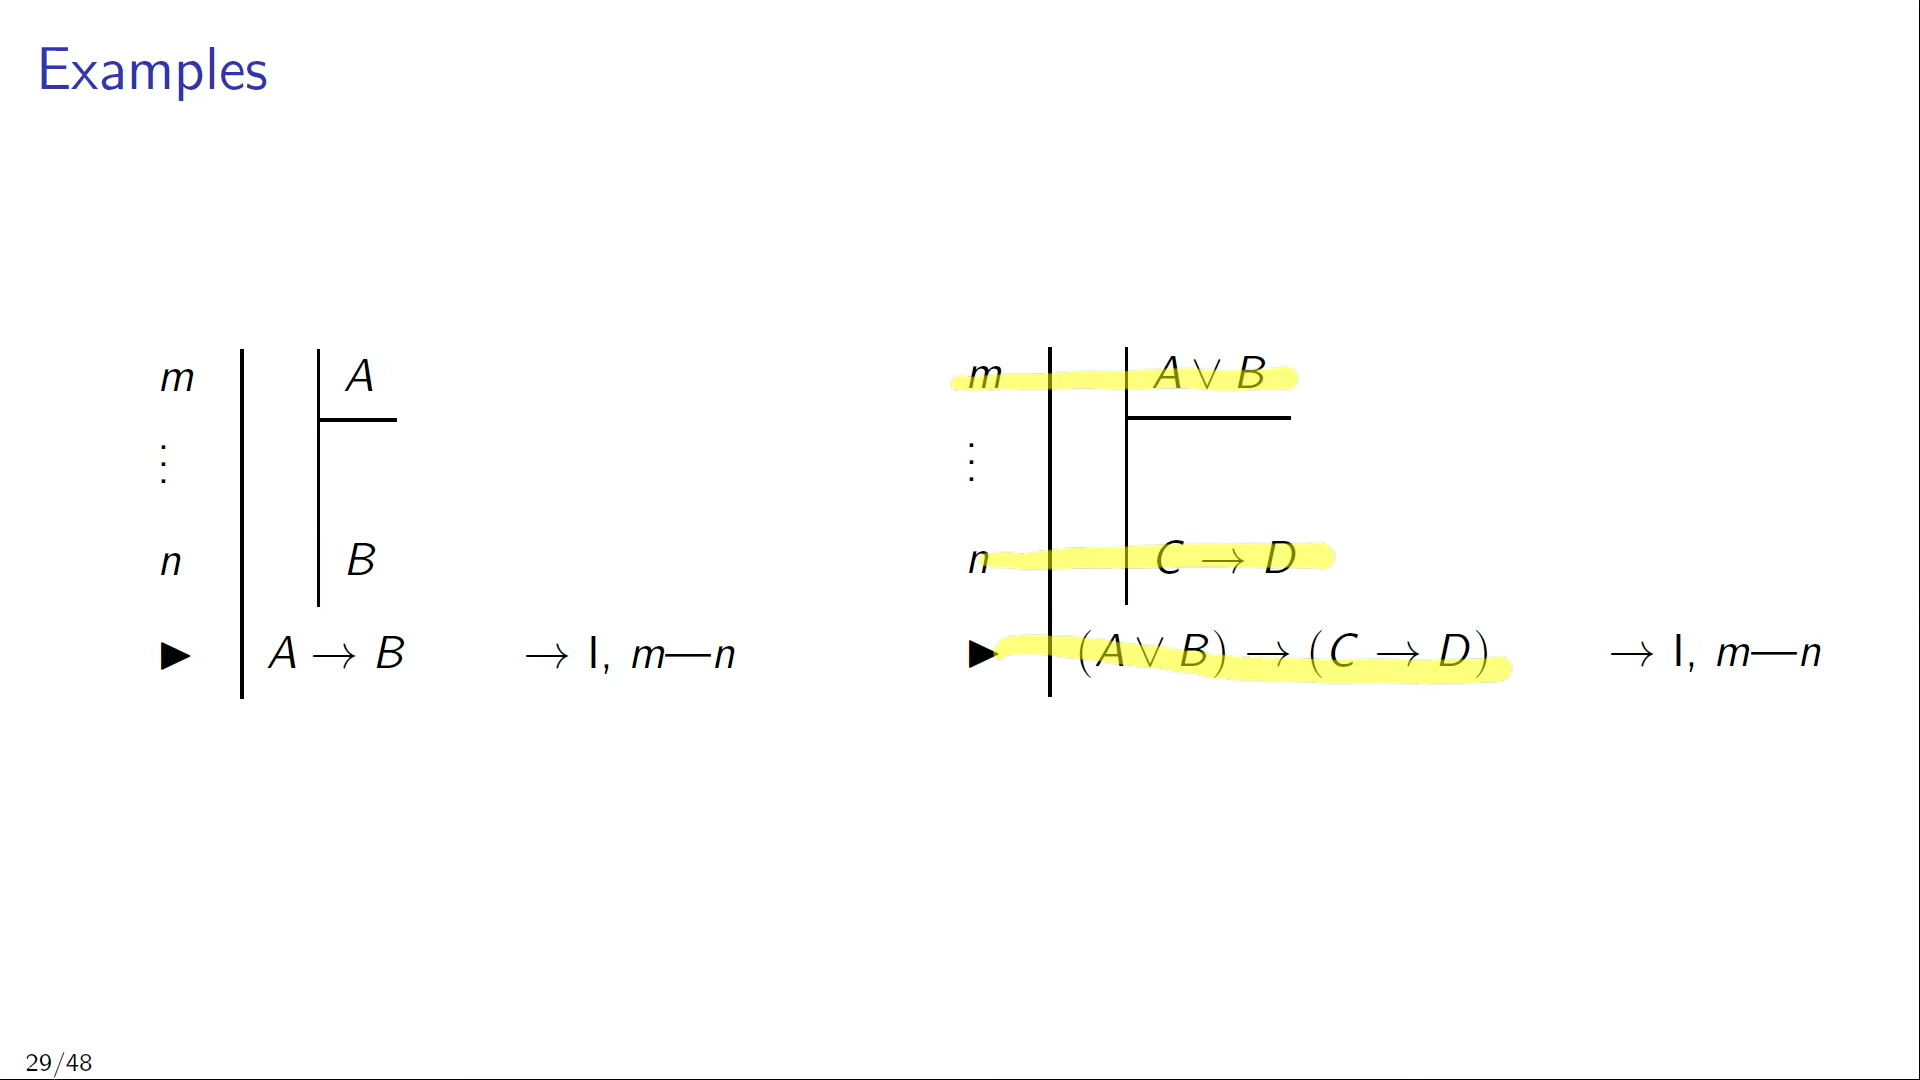 Examples
m A
⋮
n B
▶ A → B → I, m—n
m A ∨ B
⋮
n C → D
▶ (A ∨ B) → (C → D) → I, m—n
29/48